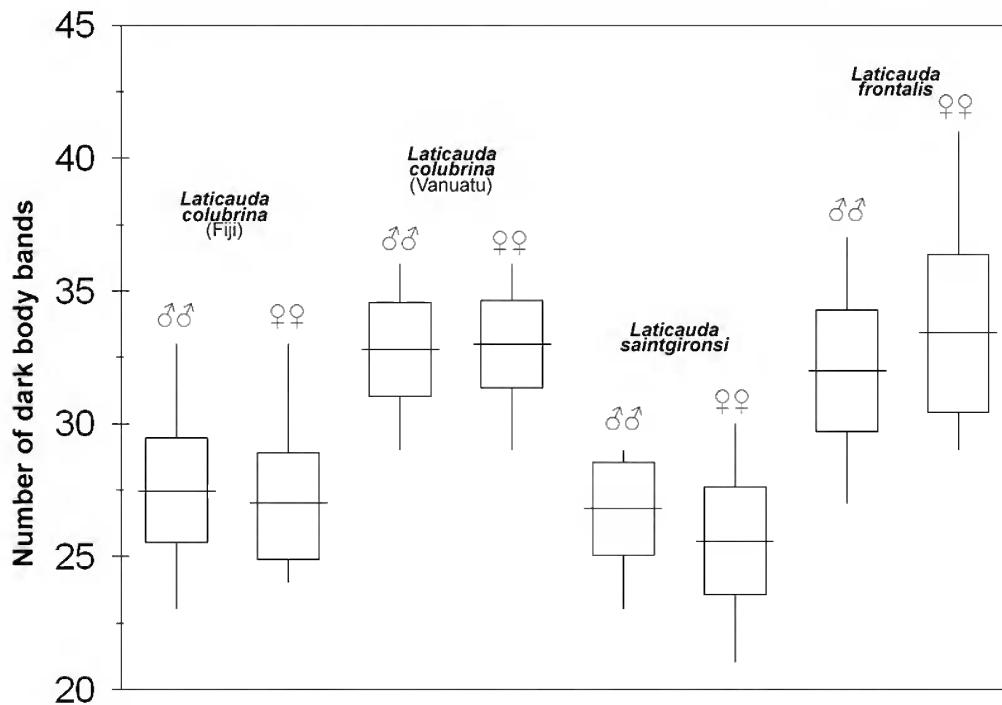 Number of dark body bands
45
40
35
30
25
20
Laticauda
colubrina
(Fiji)
♂♂
♀♀
Laticauda
colubrina
(Vanuatu)
♂♂
♀♀
Laticauda
saintgironsi
♂♂
♀♀
Laticauda
frontalis
♂♂
♀♀